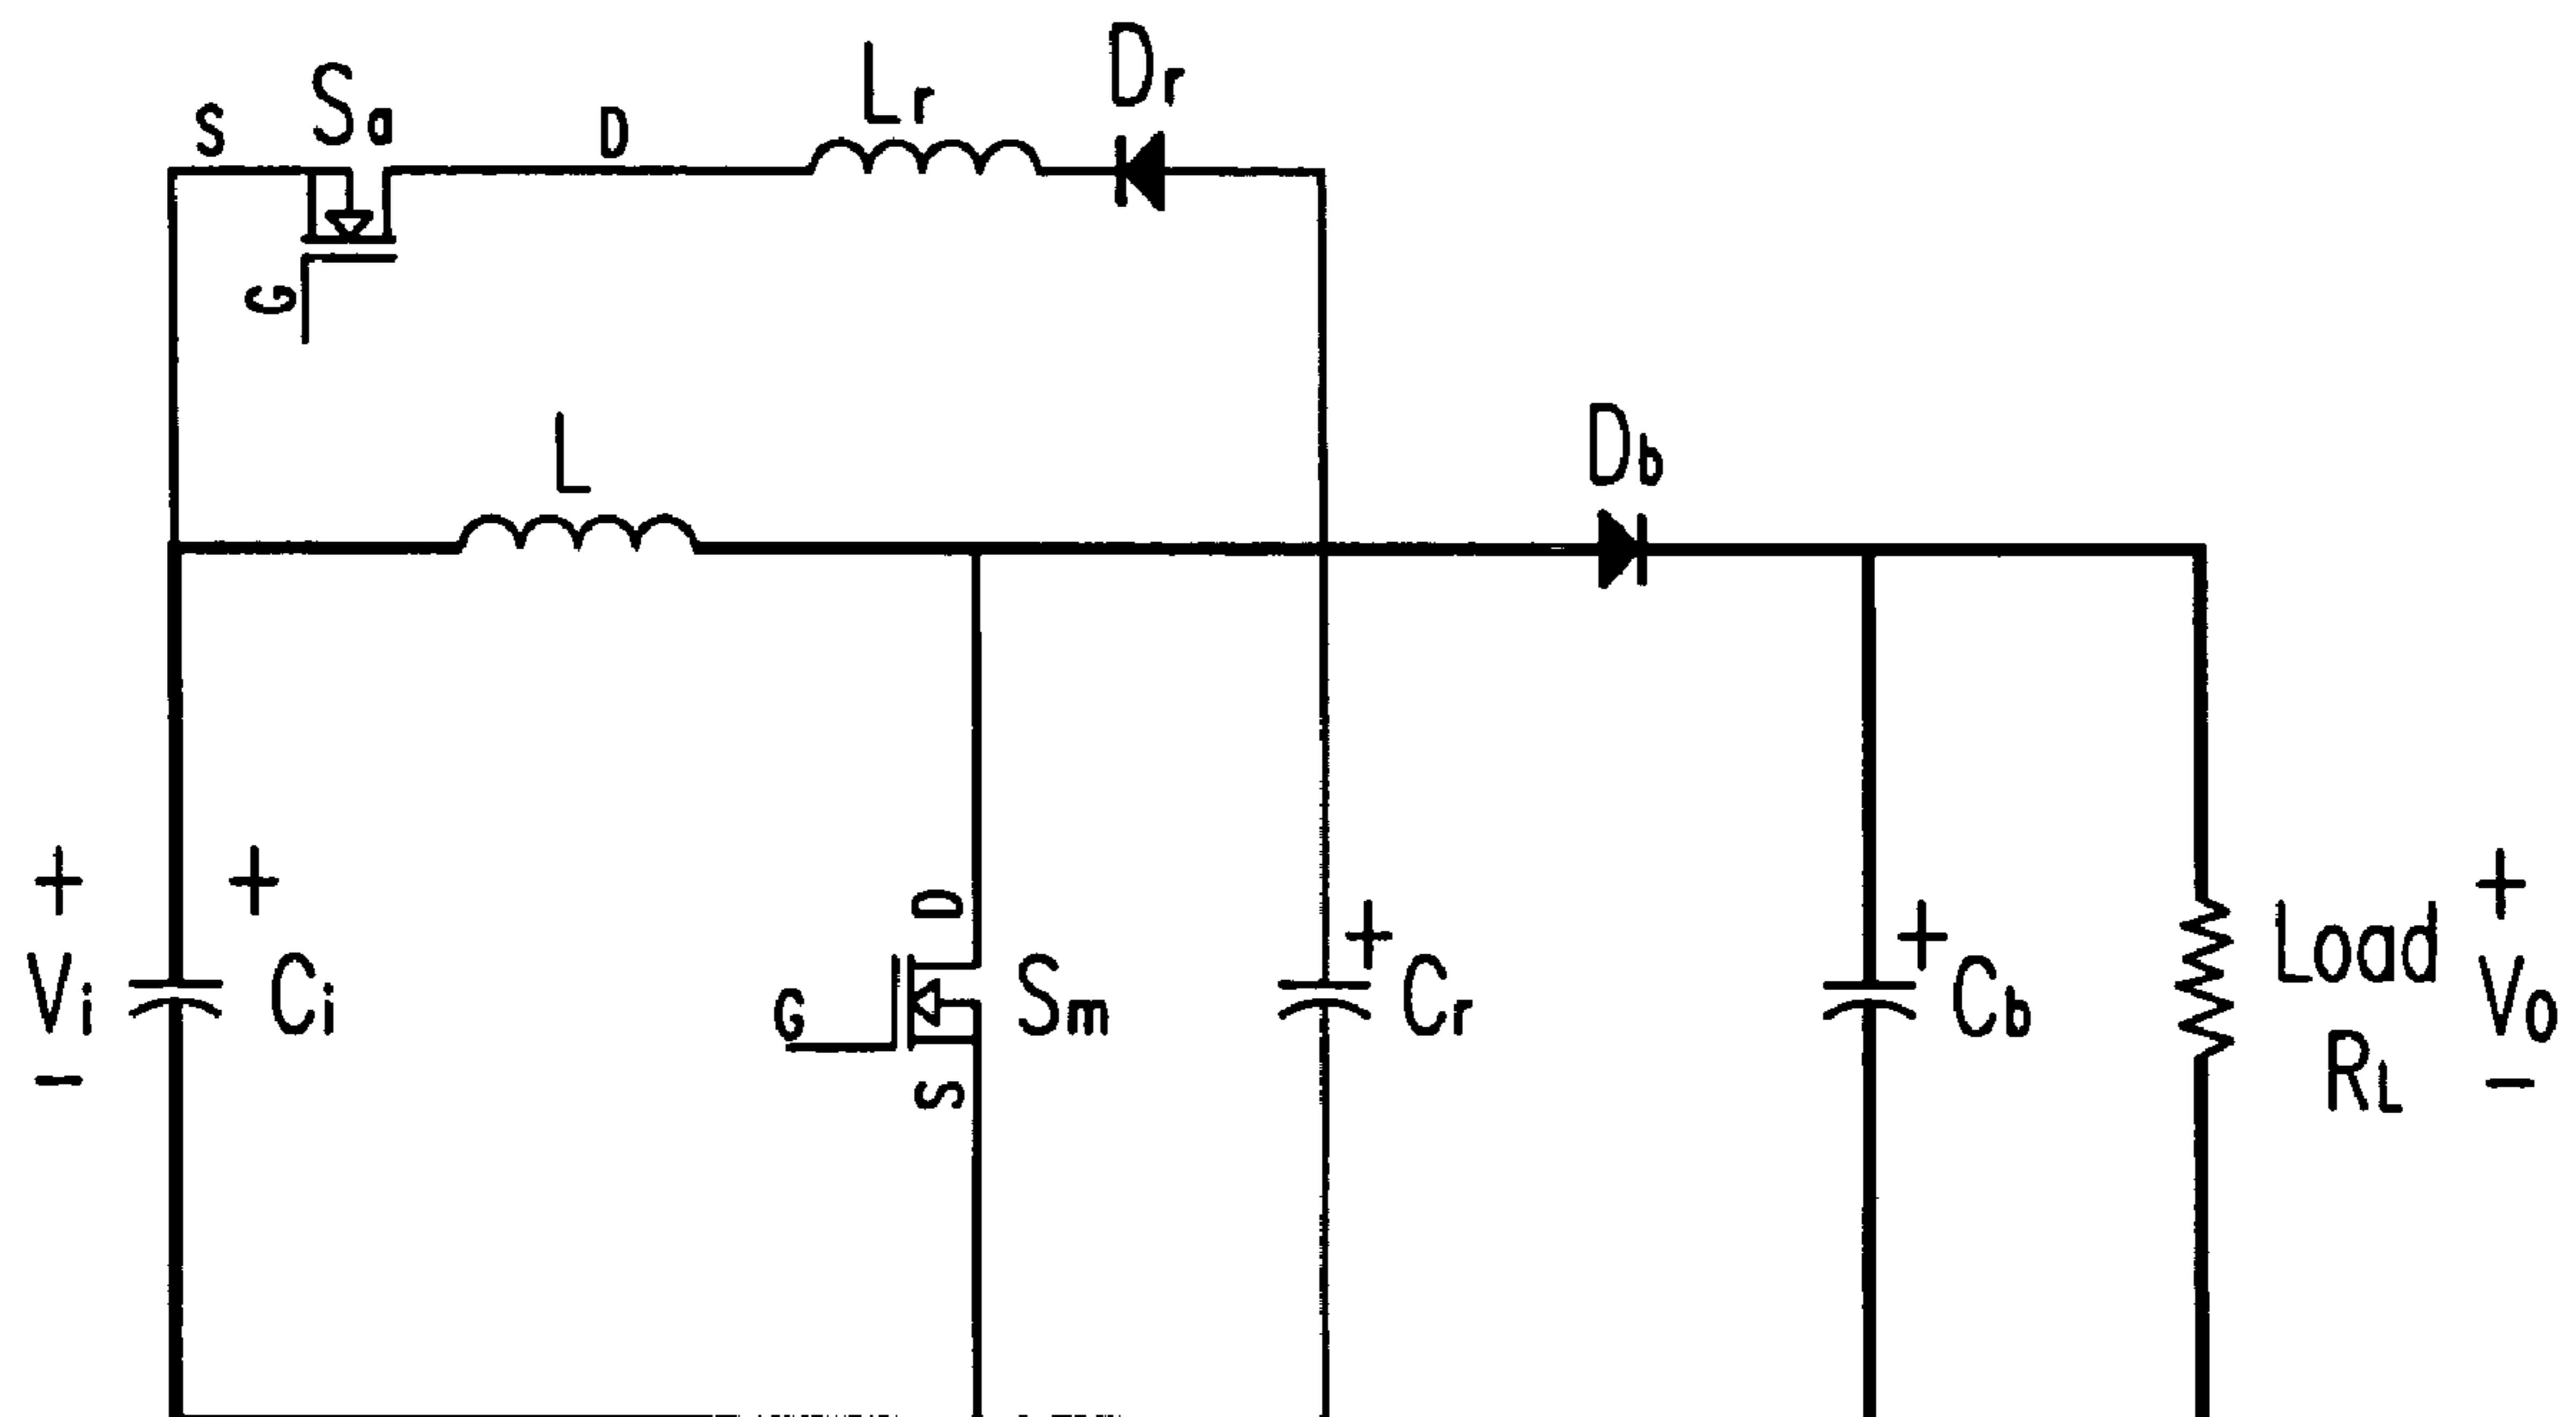 S Sa D Lr Dr
G
L
Db
+ Vi -
+ Ci
G D S Sm
+ Cr
+ Cb
Load RL
+ Vo -